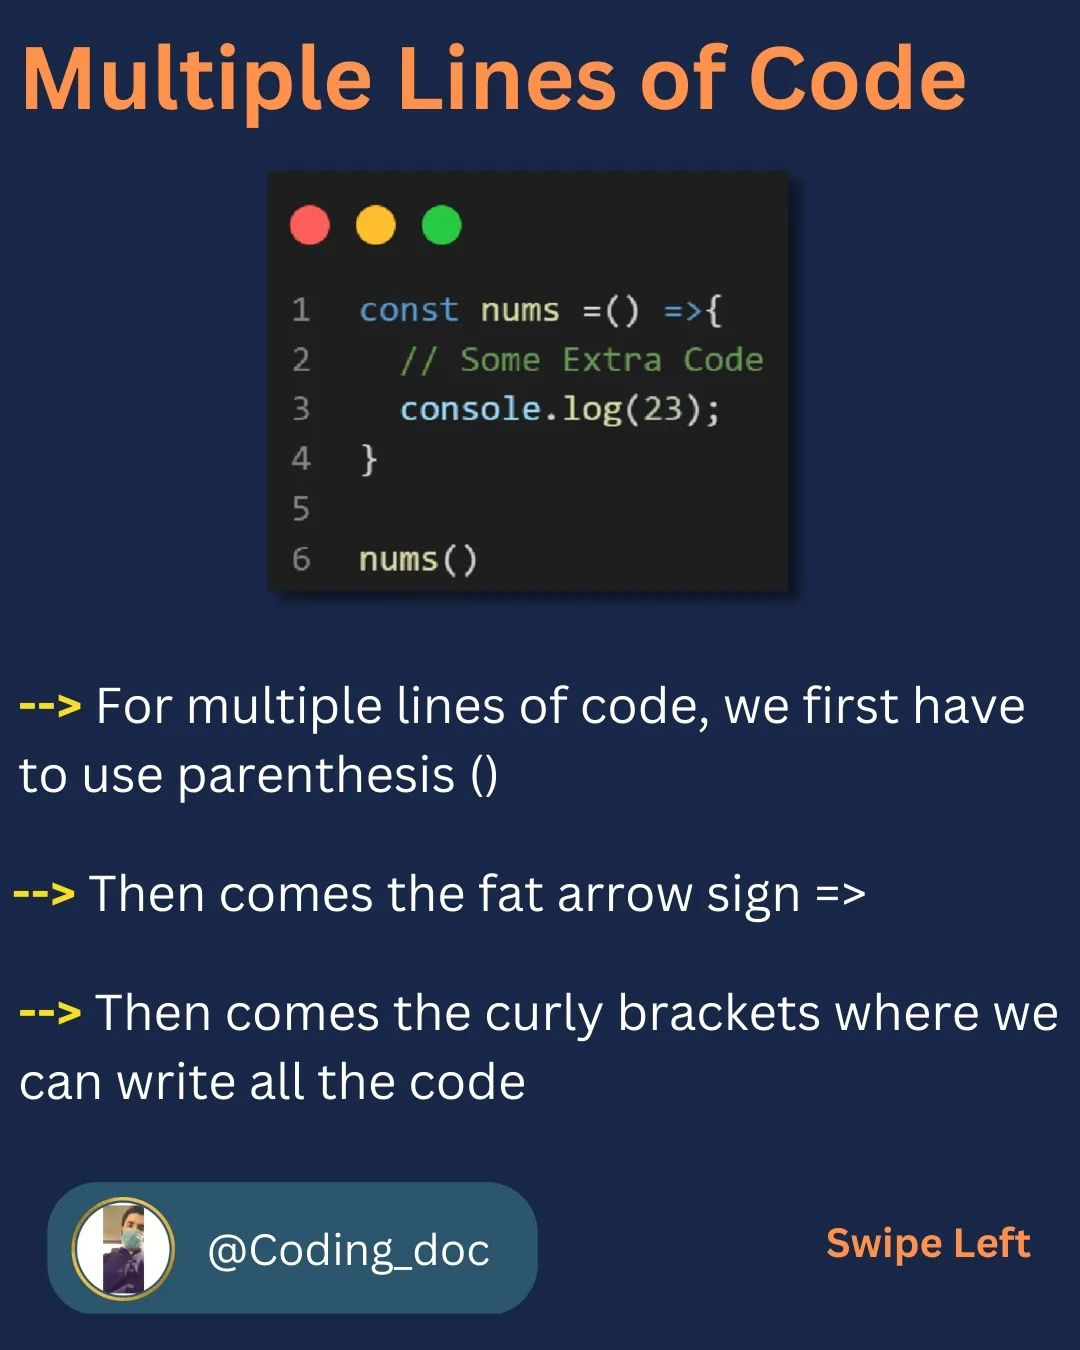 Multiple Lines of Code
1 const nums =() =>{
2 // Some Extra Code
3 console.log(23);
4 }
5
6 nums()
--> For multiple lines of code, we first have
to use parenthesis ()
--> Then comes the fat arrow sign =>
--> Then comes the curly brackets where we
can write all the code
@Coding_doc
Swipe Left